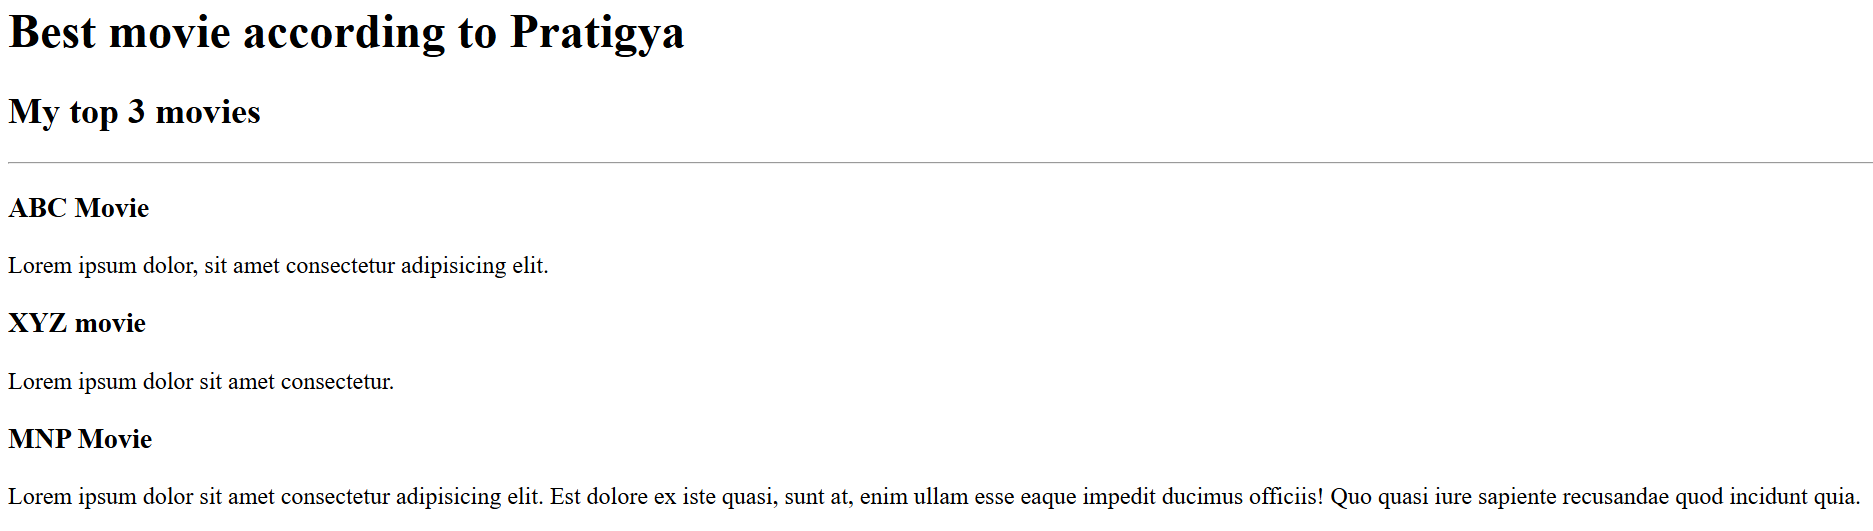 Best movie according to Pratigya
My top 3 movies
ABC Movie
Lorem ipsum dolor, sit amet consectetur adipisicing elit.
XYZ movie
Lorem ipsum dolor sit amet consectetur.
MNP Movie
Lorem ipsum dolor sit amet consectetur adipisicing elit. Est dolore ex iste quasi, sunt at, enim ullam esse eaque impedit ducimus officiis! Quo quasi iure sapiente recusandae quod incidunt quia.